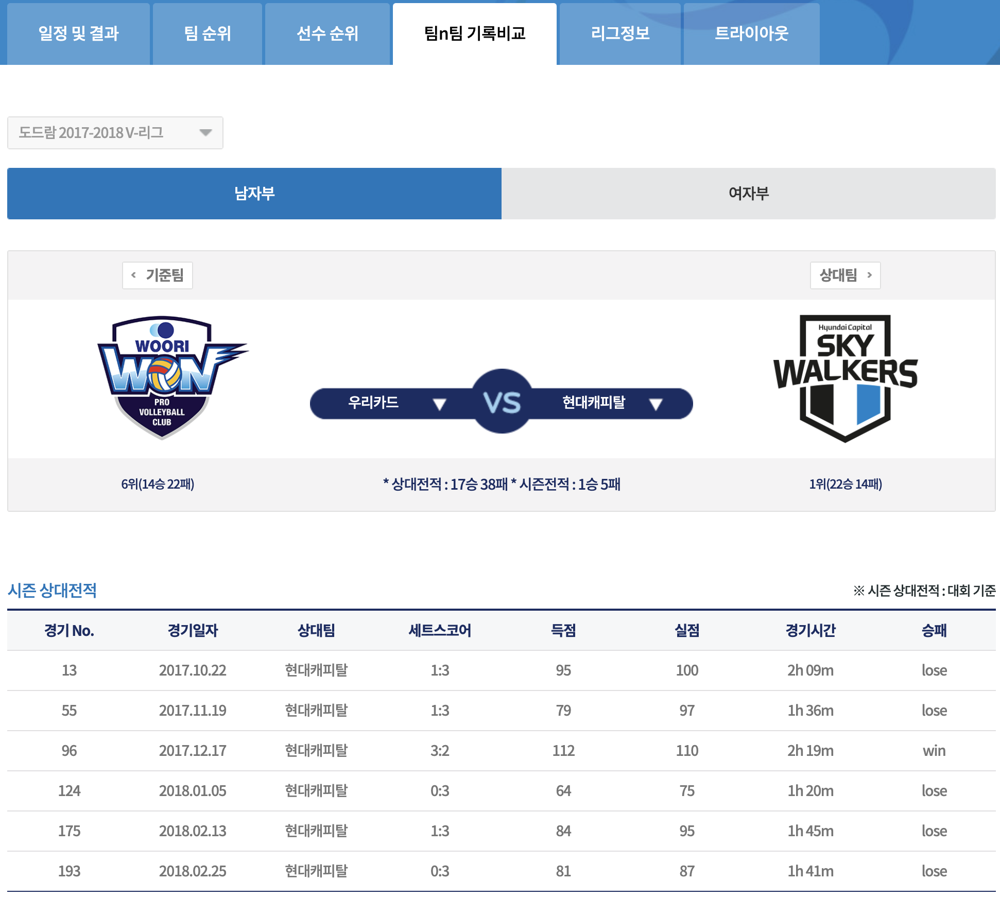 일정 및 결과 팀 순위 선수 순위 팀n팀 기록비교 리그정보 트라이아웃
도드람 2017-2018 V-리그
남자부 여자부
기준팀 상대팀
WOORI
WON
PRO
VOLLEYBALL
CLUB
우리카드 VS 현대캐피탈
Hyundai Capital
SKY
WALKERS
6위(14승 22패) * 상대전적 : 17승 38패 * 시즌전적 : 1승 5패 1위(22승 14패)
시즌 상대전적 ※ 시즌 상대전적 : 대회 기준
경기 No. 경기일자 상대팀 세트스코어 득점 실점 경기시간 승패
13 2017.10.22 현대캐피탈 1:3 95 100 2h 09m lose
55 2017.11.19 현대캐피탈 1:3 79 97 1h 36m lose
96 2017.12.17 현대캐피탈 3:2 112 110 2h 19m win
124 2018.01.05 현대캐피탈 0:3 64 75 1h 20m lose
175 2018.02.13 현대캐피탈 1:3 84 95 1h 45m lose
193 2018.02.25 현대캐피탈 0:3 81 87 1h 41m lose